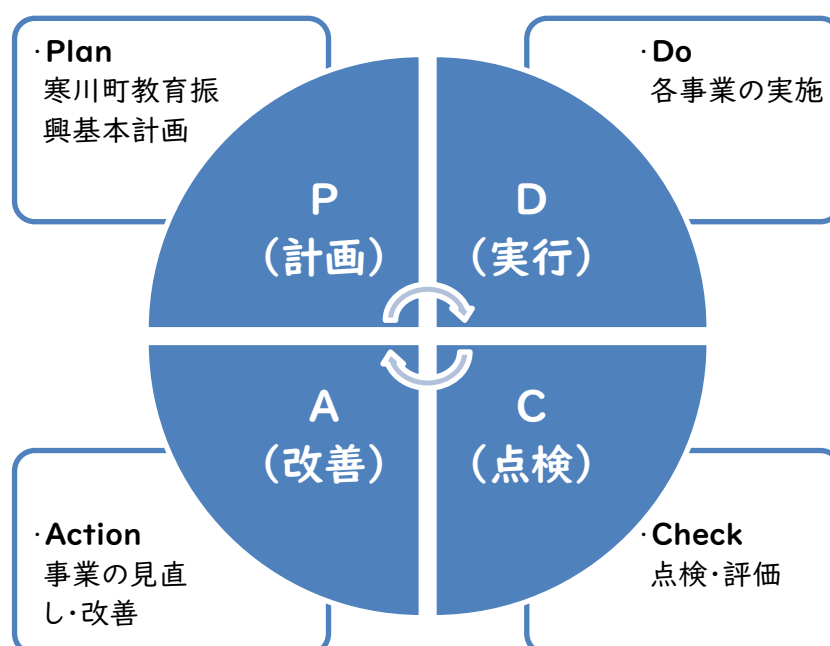 ·Plan
寒川町教育振
興基本計画
·Do
各事業の実施
P
(計画)
D
(実行)
A
(改善)
C
(点検)
·Action
事業の見直
し・改善
·Check
点検・評価